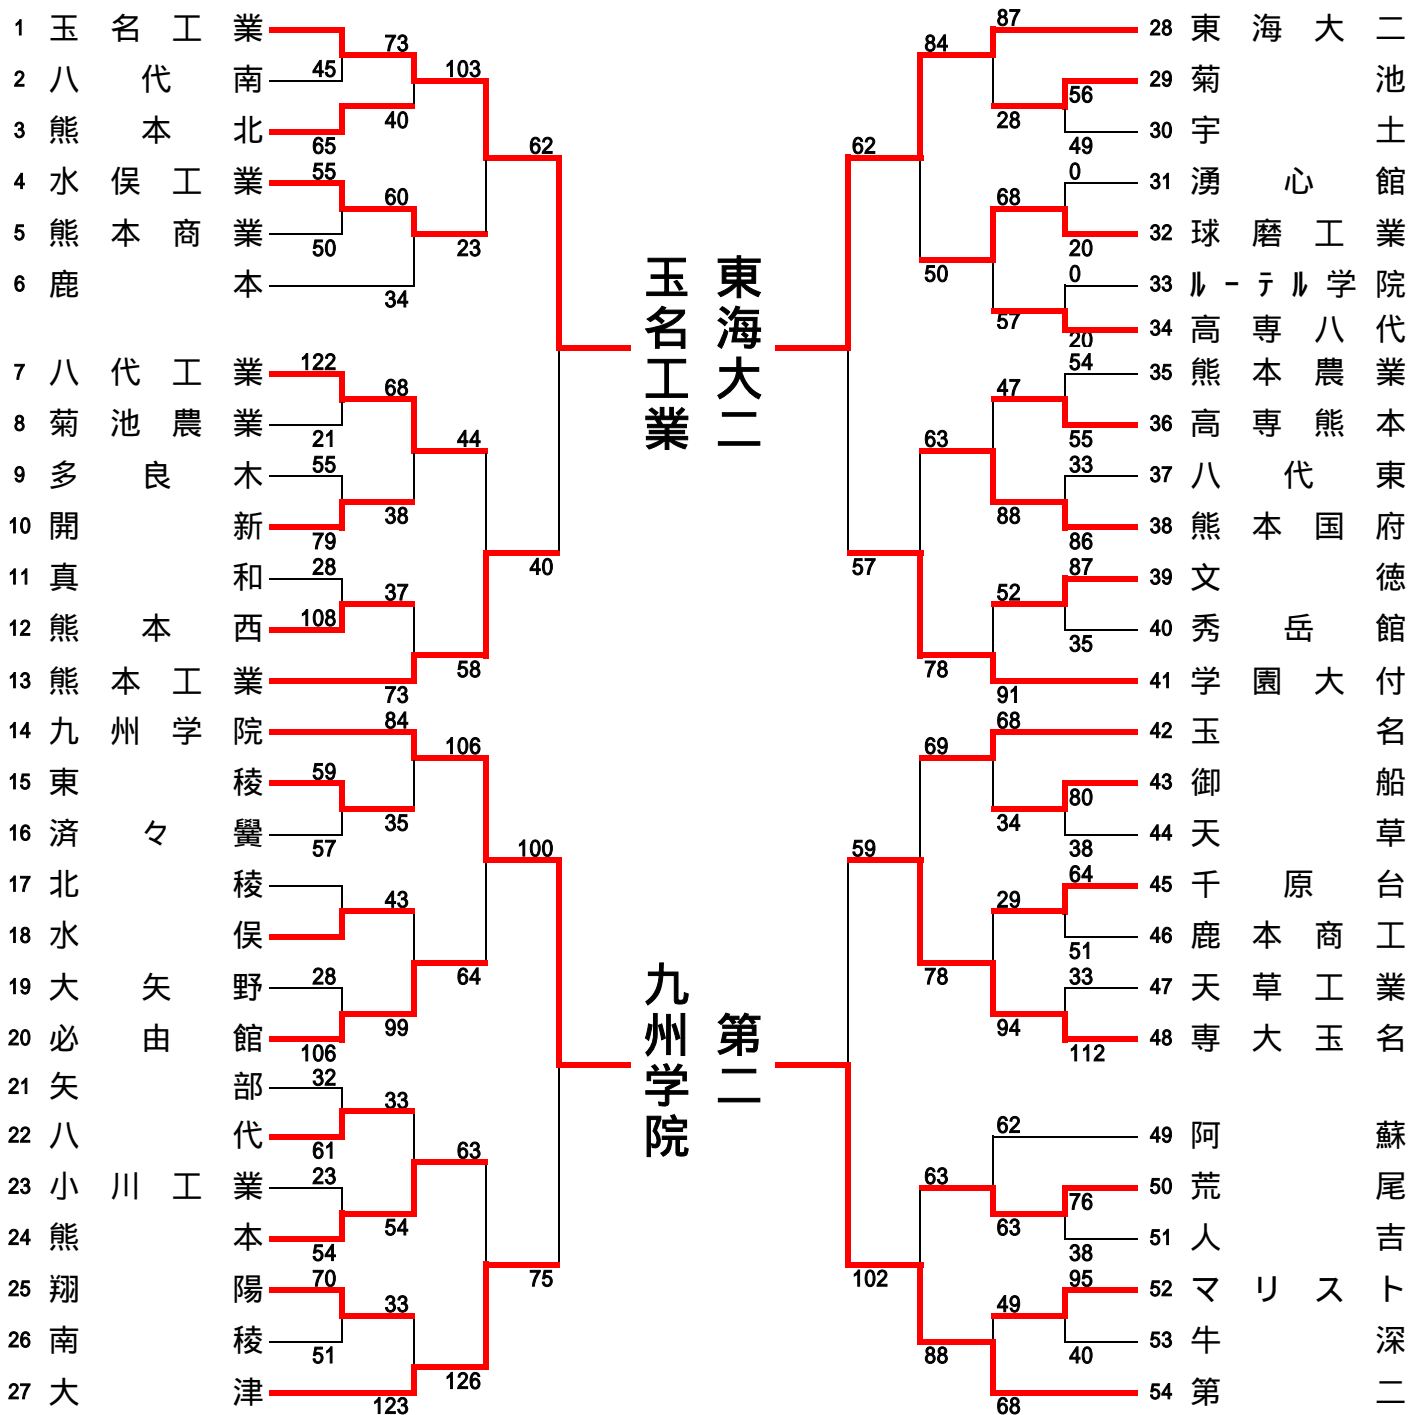 1 玉名工業
73
2 八代南
45
103
3 熊本北
65
40
62
4 水俣工業
55
60
5 熊本商業
50
23
6 鹿本
34
7 八代工業
122
68
8 菊池農業
21
44
9 多良木
55
10 開新
79
38
11 真和
28
37
40
12 熊本西
108
58
13 熊本工業
73
14 九州学院
84
106
15 東稜
59
35
16 済々黌
57
100
17 北稜
43
18 水俣
64
19 大矢野
28
20 必由館
106
99
21 矢部
32
33
22 八代
61
63
23 小川工業
23
24 熊本
54
54
25 翔陽
70
33
75
26 南稜
51
126
27 大津
123
玉名工業
東海大二
九州学院
第二
87
28 東海大二
84
29 菊池
56
28
30 宇土
49
62
31 湧心館
0
68
32 球磨工業
20
50
33 ルーテル学院
0
57
34 高専八代
20
35 熊本農業
54
47
36 高専熊本
55
63
37 八代東
33
88
38 熊本国府
86
57
39 文徳
87
52
40 秀岳館
35
78
41 学園大付
91
42 玉名
68
69
43 御船
80
34
44 天草
38
59
45 千原台
64
29
46 鹿本商工
51
78
47 天草工業
33
94
48 専大玉名
112
49 阿蘇
62
63
50 荒尾
76
63
51 人吉
38
102
52 マリスト
95
49
53 牛深
40
88
54 第二
68